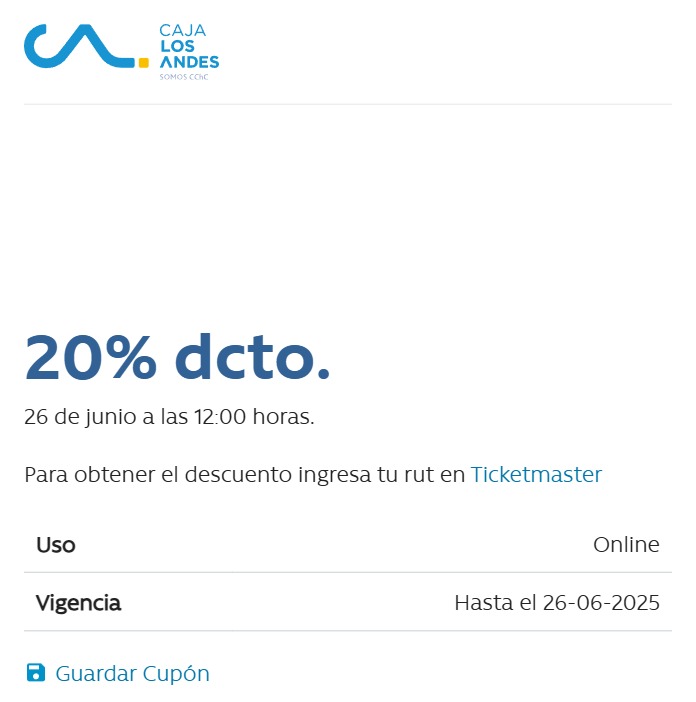 CAJA
LOS
ANDES
SOMOS CChC
20% dcto.
26 de junio a las 12:00 horas.
Para obtener el descuento ingresa tu rut en Ticketmaster
Uso Online
Vigencia Hasta el 26-06-2025
Guardar Cupón